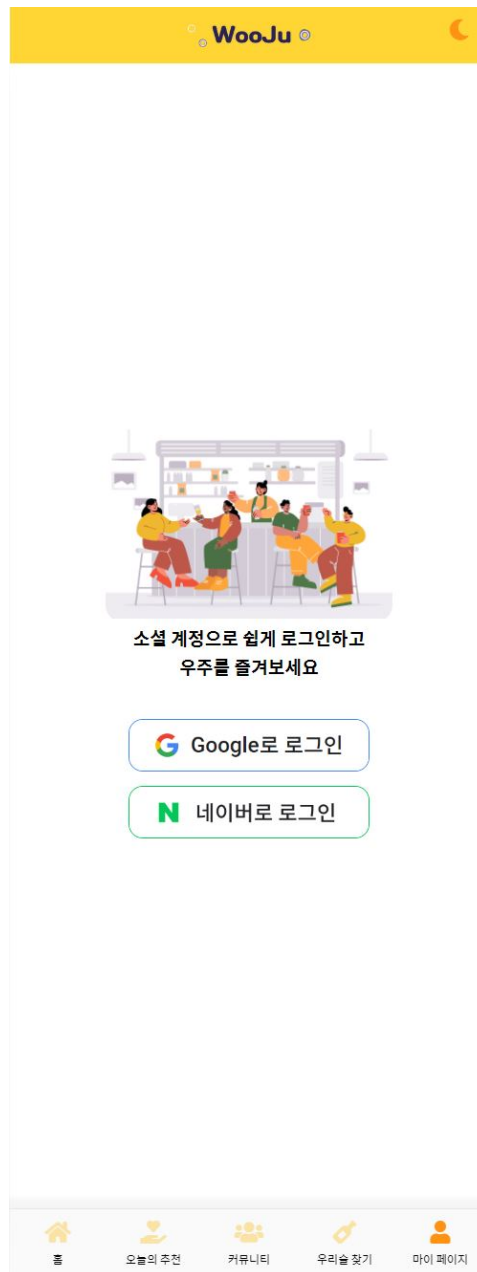 WooJu
소셜 계정으로 쉽게 로그인하고
우주를 즐겨보세요
Google로 로그인
N 네이버로 로그인
홈
오늘의 추천
커뮤니티
우리술 찾기
마이 페이지